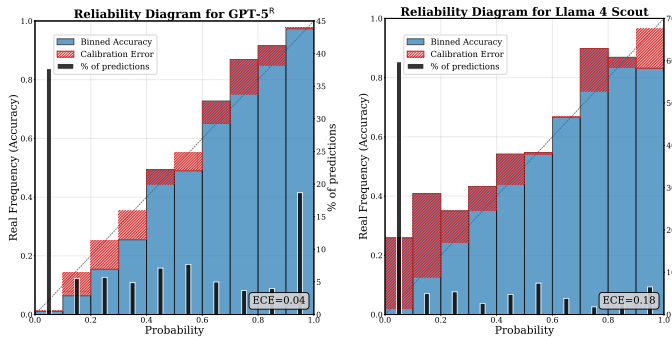 Reliability Diagram for GPT-5ᴿ
Binned Accuracy
Calibration Error
% of predictions
Real Frequency (Accuracy)
1.0
0.8
0.6
0.4
0.2
0.0
45
40
35
30
25
20
15
10
5
0
% of predictions
ECE=0.04
0.0 0.2 0.4 0.6 0.8 1.0
Probability
Reliability Diagram for Llama 4 Scout
Binned Accuracy
Calibration Error
% of predictions
Real Frequency (Accuracy)
1.0
0.8
0.6
0.4
0.2
0.0
ECE=0.18
0.0 0.2 0.4 0.6 0.8 1.0
Probability